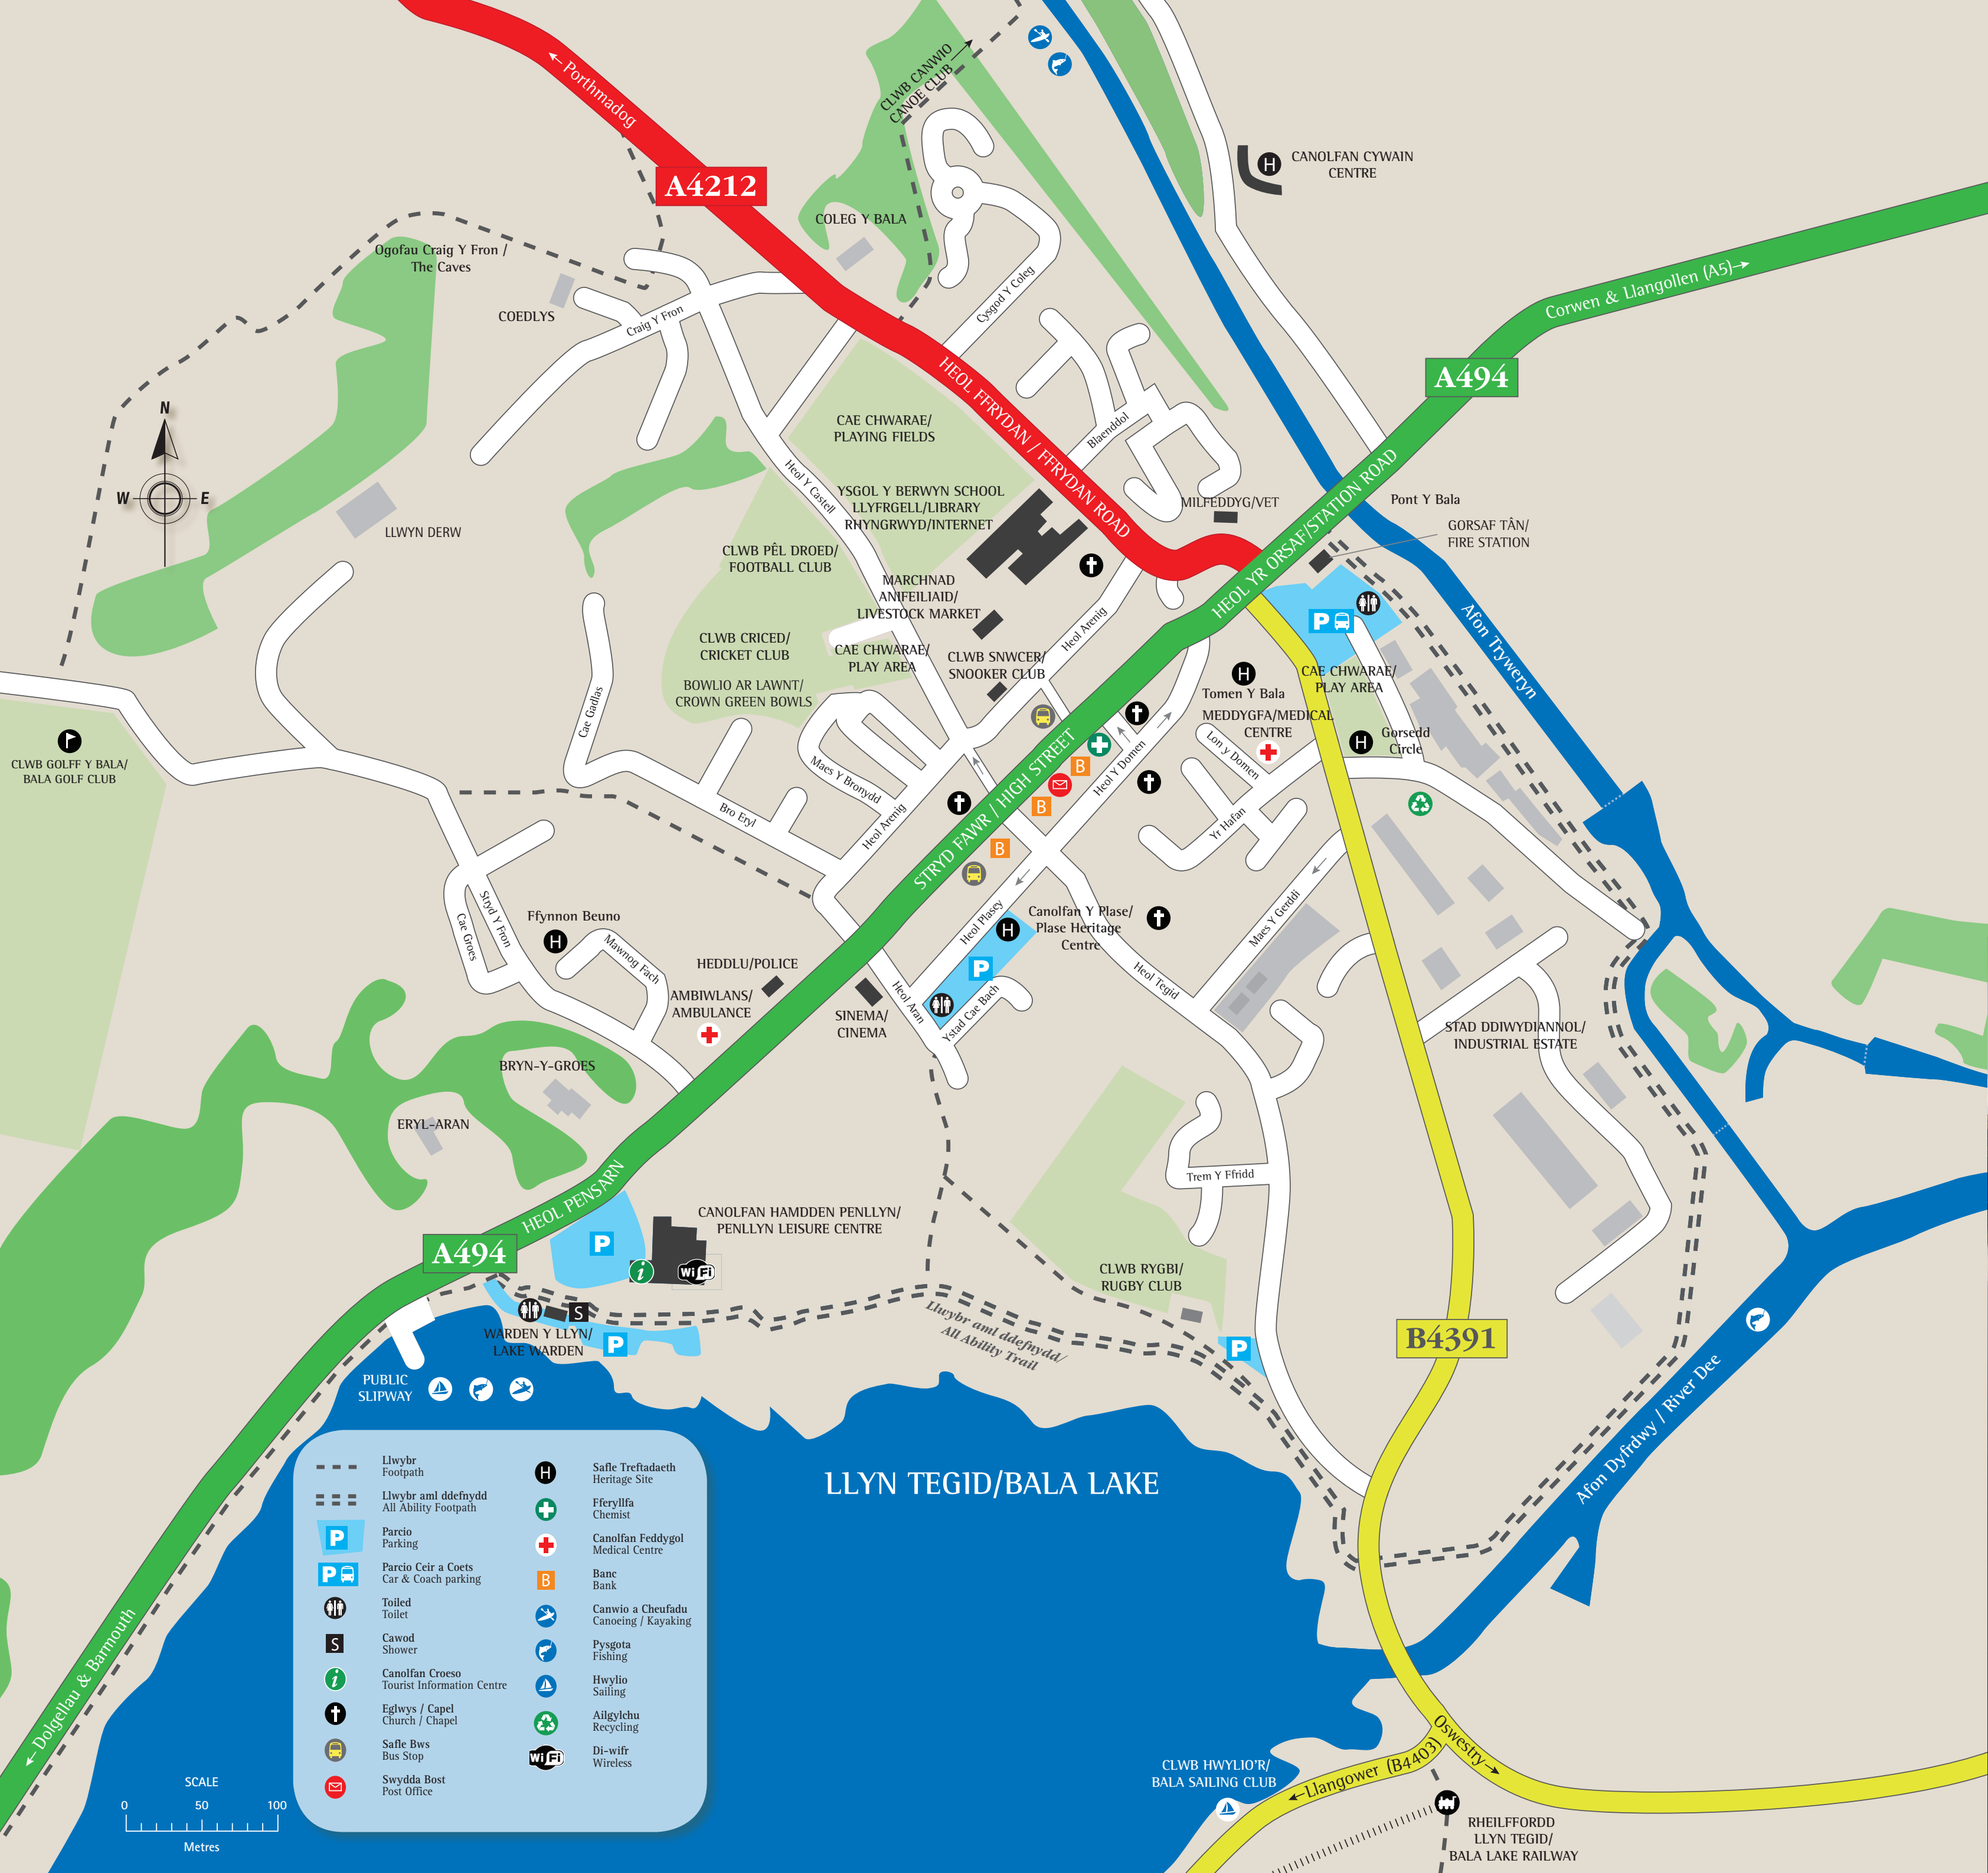 ← Porthmadog
A4212
CLWB CANWIO
CANOE CLUB
CANOLFAN CYWAIN
CENTRE
COLEG Y BALA
Ogofau Craig Y Fron /
The Caves
COEDLYS
Craig Y Fron
Cysgod Y Coleg
Corwen & Llangollen (A5)→
A494
HEOL FFRYDAN / FFRYDAN ROAD
N
W
E
CAE CHWARAE/
PLAYING FIELDS
Blaenddol
Heol Y Castell
LLWYN DERW
YSGOL Y BERWYN SCHOOL
LLYFRGELL/LIBRARY
RHYNGRWYD/INTERNET
MILFEDDYG/VET
HEOL YR ORSAF/STATION ROAD
Pont Y Bala
GORSAF TÂN/
FIRE STATION
CLWB PÊL DROED/
FOOTBALL CLUB
MARCHNAD
ANIFEILIAID/
LIVESTOCK MARKET
Afon Tryweryn
CLWB CRICED/
CRICKET CLUB
CAE CHWARAE/
PLAY AREA
Heol Arenig
CLWB SNWCER/
SNOOKER CLUB
BOWLIO AR LAWNT/
CROWN GREEN BOWLS
P
CAE CHWARAE/
PLAY AREA
H
Tomen Y Bala
MEDDYGFA/MEDICAL
CENTRE
H
Gorsedd
Circle
Cae Gadlas
CLWB GOLFF Y BALA/
BALA GOLF CLUB
Maes Y Bronydd
Bro Eryl
Heol Arenig
STRYD FAWR / HIGH STREET
B
B
B
Heol Y Domen
Lon y Domen
Yr Hafan
Stryd Y Fron
Cae Groes
Ffynnon Beuno
H
Mawnog Fach
HEDDLU/POLICE
AMBIWLANS/
AMBULANCE
SINEMA/
CINEMA
Heol Aran
Heol Plasey
H
Canolfan Y Plase/
Plase Heritage
Centre
P
Ystad Cae Bach
Heol Tegid
Maes Y Gerddi
STAD DDIWYDIANNOL/
INDUSTRIAL ESTATE
BRYN-Y-GROES
ERYL-ARAN
HEOL PENSARN
A494
P
CANOLFAN HAMDDEN PENLLYN/
PENLLYN LEISURE CENTRE
i
WiFi
S
WARDEN Y LLYN/
LAKE WARDEN
P
PUBLIC
SLIPWAY
Trem Y Ffridd
CLWB RYGBI/
RUGBY CLUB
P
Llwybr aml ddefnydd/
All Ability Trail
B4391
Afon Dyfrdwy / River Dee
LLYN TEGID/BALA LAKE
← Dolgellau & Barmouth
Llwybr
Footpath
Llwybr aml ddefnydd
All Ability Footpath
P
Parcio
Parking
P
Parcio Ceir a Coets
Car & Coach parking
Toiled
Toilet
S
Cawod
Shower
i
Canolfan Croeso
Tourist Information Centre
Eglwys / Capel
Church / Chapel
Safle Bws
Bus Stop
Swydda Bost
Post Office
H
Safle Treftadaeth
Heritage Site
Fferyllfa
Chemist
Canolfan Feddygol
Medical Centre
B
Banc
Bank
Canwio a Cheufadu
Canoeing / Kayaking
Pysgota
Fishing
Hwylio
Sailing
Ailgylchu
Recycling
WiFi
Di-wifr
Wireless
SCALE
0 50 100
Metres
CLWB HWYLIO'R/
BALA SAILING CLUB
←Llangower (B4403)
Oswestry→
RHEILFFORDD
LLYN TEGID/
BALA LAKE RAILWAY